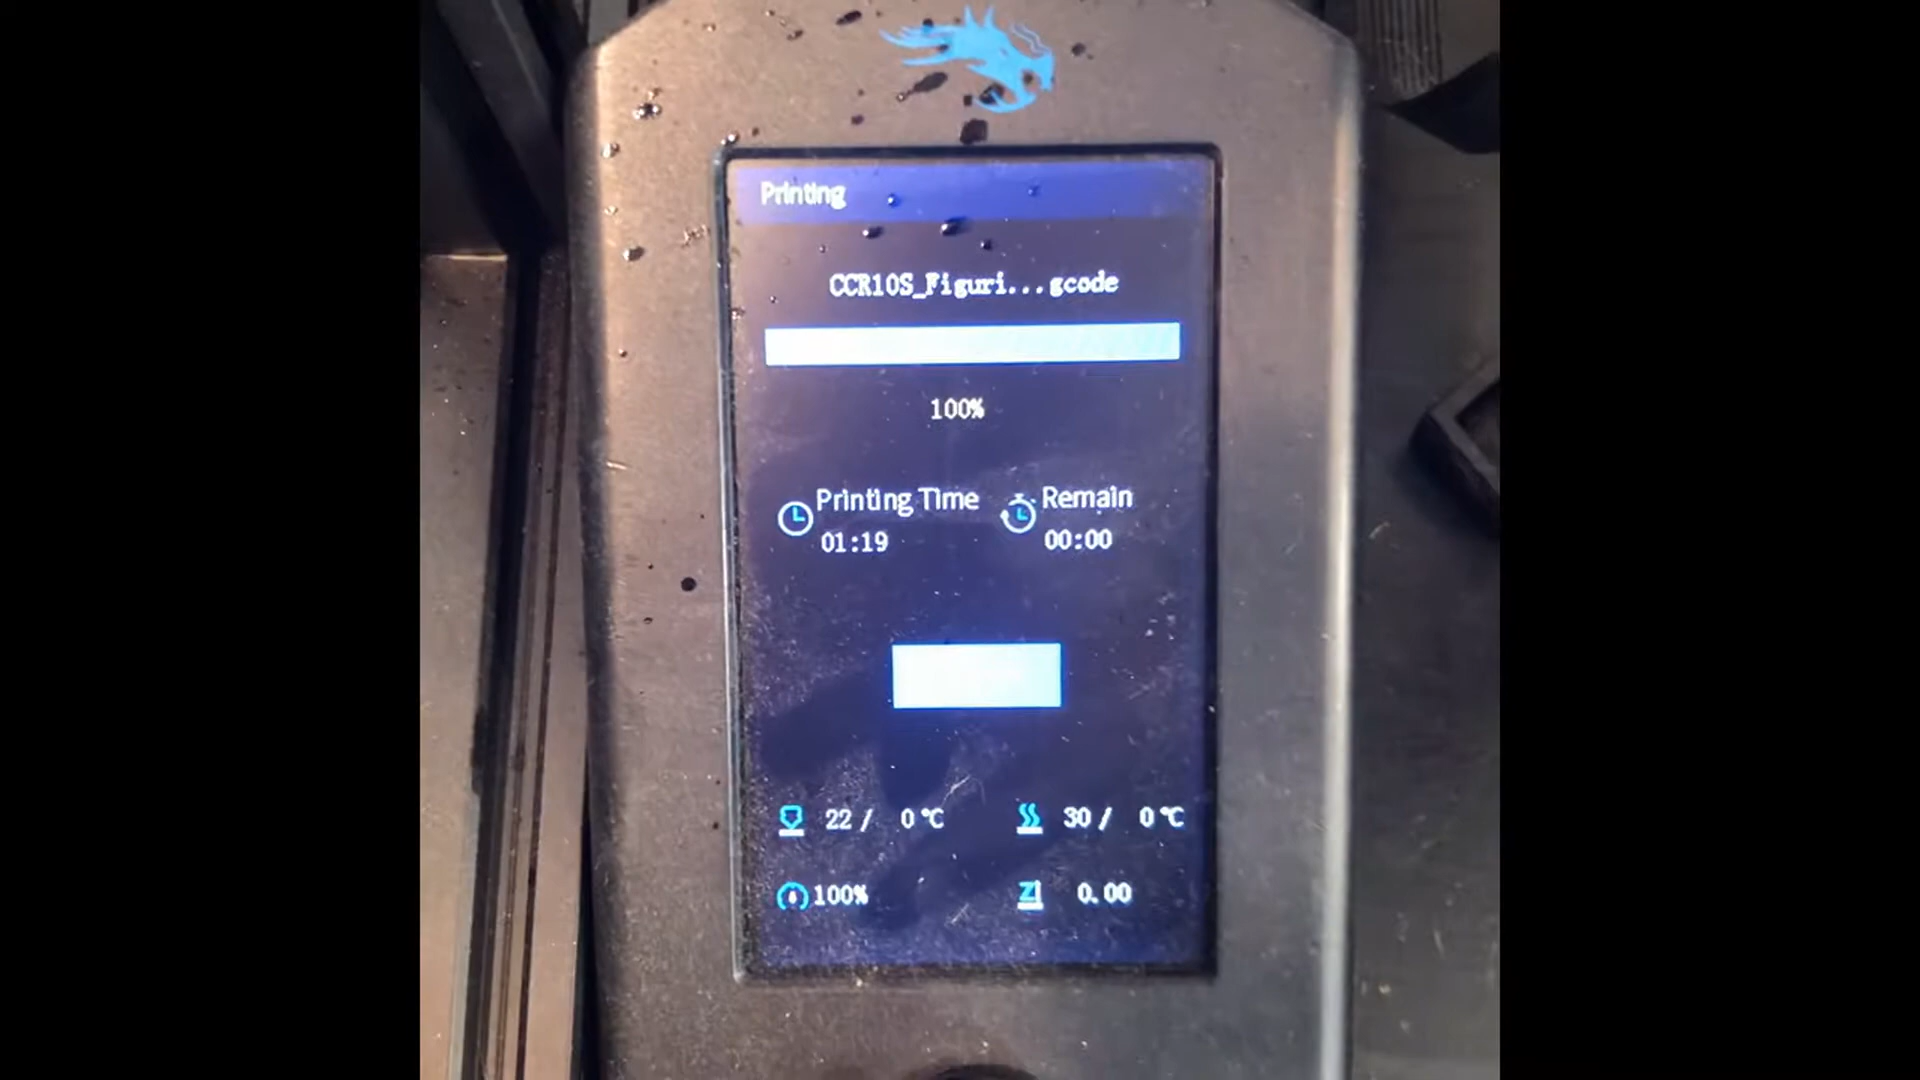 Printing
CCR10S_Figuri...gcode
100%
Printing Time
01:19
Remain
00:00
22 / 0℃
30 / 0℃
100%
0.00